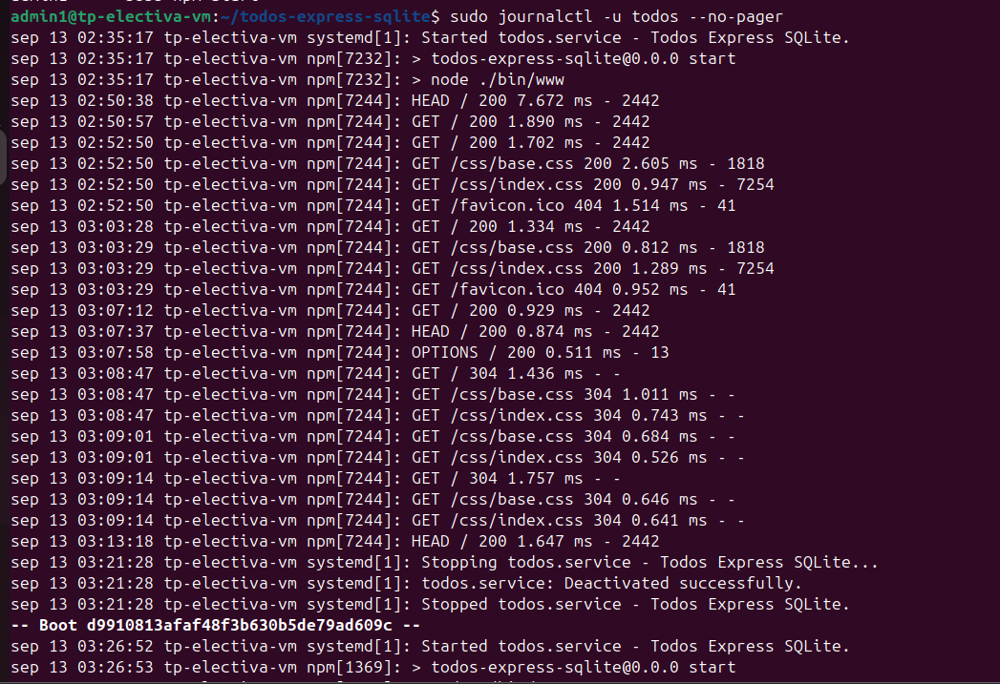 admin1@tp-electiva-vm:~/todos-express-sqlite$ sudo journalctl -u todos --no-pager
sep 13 02:35:17 tp-electiva-vm systemd[1]: Started todos.service - Todos Express SQLite.
sep 13 02:35:17 tp-electiva-vm npm[7232]: > todos-express-sqlite@0.0.0 start
sep 13 02:35:17 tp-electiva-vm npm[7232]: > node ./bin/www
sep 13 02:50:38 tp-electiva-vm npm[7244]: HEAD / 200 7.672 ms - 2442
sep 13 02:50:57 tp-electiva-vm npm[7244]: GET / 200 1.890 ms - 2442
sep 13 02:52:50 tp-electiva-vm npm[7244]: GET / 200 1.702 ms - 2442
sep 13 02:52:50 tp-electiva-vm npm[7244]: GET /css/base.css 200 2.605 ms - 1818
sep 13 02:52:50 tp-electiva-vm npm[7244]: GET /css/index.css 200 0.947 ms - 7254
sep 13 02:52:50 tp-electiva-vm npm[7244]: GET /favicon.ico 404 1.514 ms - 41
sep 13 03:03:28 tp-electiva-vm npm[7244]: GET / 200 1.334 ms - 2442
sep 13 03:03:29 tp-electiva-vm npm[7244]: GET /css/base.css 200 0.812 ms - 1818
sep 13 03:03:29 tp-electiva-vm npm[7244]: GET /css/index.css 200 1.289 ms - 7254
sep 13 03:03:29 tp-electiva-vm npm[7244]: GET /favicon.ico 404 0.952 ms - 41
sep 13 03:07:12 tp-electiva-vm npm[7244]: GET / 200 0.929 ms - 2442
sep 13 03:07:37 tp-electiva-vm npm[7244]: HEAD / 200 0.874 ms - 2442
sep 13 03:07:58 tp-electiva-vm npm[7244]: OPTIONS / 200 0.511 ms - 13
sep 13 03:08:47 tp-electiva-vm npm[7244]: GET / 304 1.436 ms - -
sep 13 03:08:47 tp-electiva-vm npm[7244]: GET /css/base.css 304 1.011 ms - -
sep 13 03:08:47 tp-electiva-vm npm[7244]: GET /css/index.css 304 0.743 ms - -
sep 13 03:09:01 tp-electiva-vm npm[7244]: GET /css/base.css 304 0.684 ms - -
sep 13 03:09:01 tp-electiva-vm npm[7244]: GET /css/index.css 304 0.526 ms - -
sep 13 03:09:14 tp-electiva-vm npm[7244]: GET / 304 1.757 ms - -
sep 13 03:09:14 tp-electiva-vm npm[7244]: GET /css/base.css 304 0.646 ms - -
sep 13 03:09:14 tp-electiva-vm npm[7244]: GET /css/index.css 304 0.641 ms - -
sep 13 03:13:18 tp-electiva-vm npm[7244]: HEAD / 200 1.647 ms - 2442
sep 13 03:21:28 tp-electiva-vm systemd[1]: Stopping todos.service - Todos Express SQLite...
sep 13 03:21:28 tp-electiva-vm systemd[1]: todos.service: Deactivated successfully.
sep 13 03:21:28 tp-electiva-vm systemd[1]: Stopped todos.service - Todos Express SQLite.
-- Boot d9910813afaf48f3b630b5de79ad609c --
sep 13 03:26:52 tp-electiva-vm systemd[1]: Started todos.service - Todos Express SQLite.
sep 13 03:26:53 tp-electiva-vm npm[1369]: > todos-express-sqlite@0.0.0 start